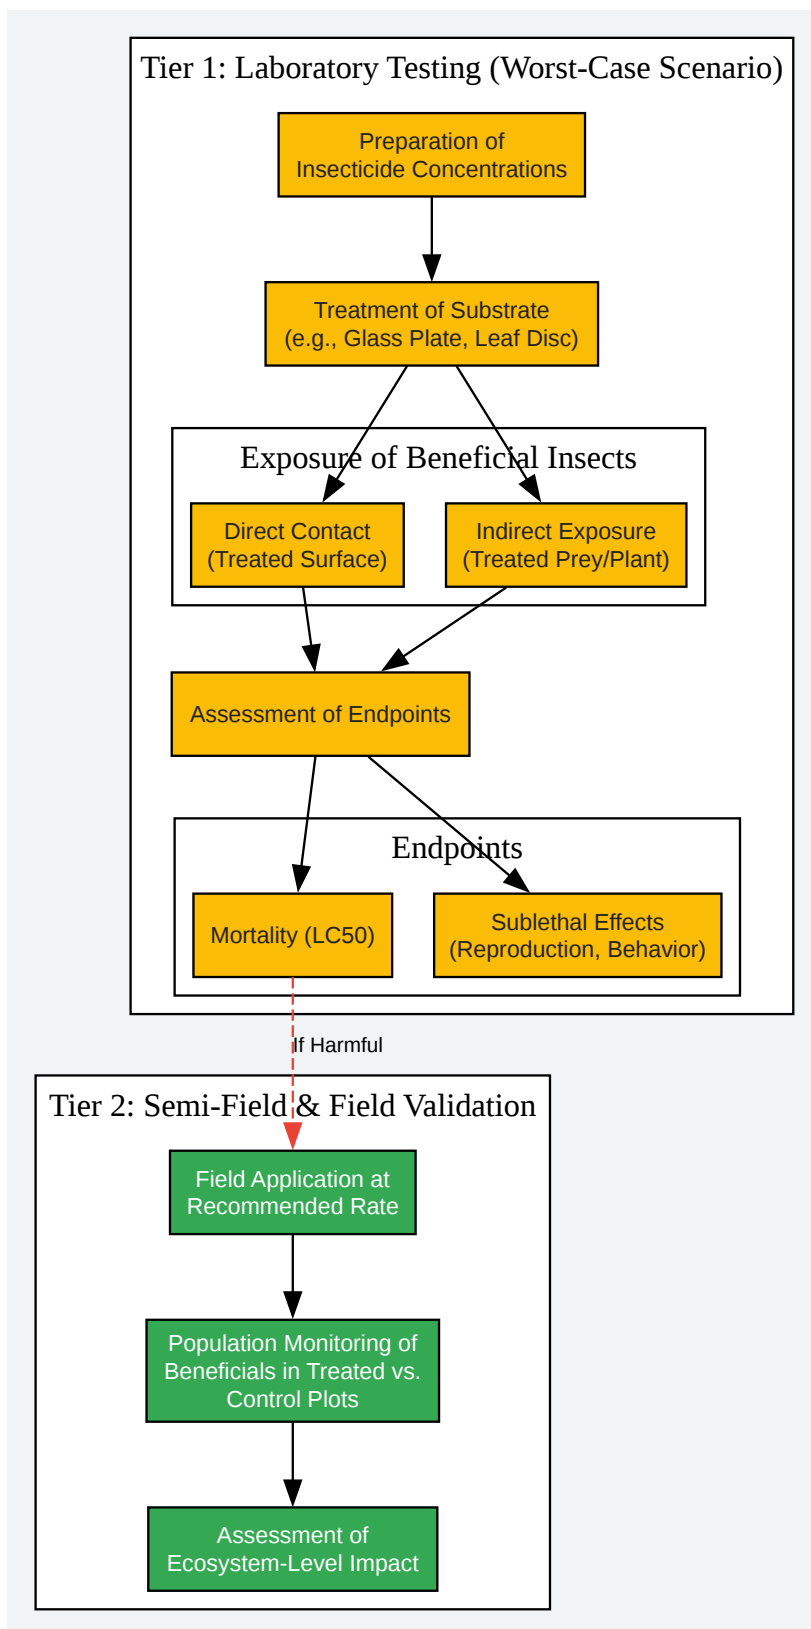 Tier 1: Laboratory Testing (Worst-Case Scenario)
Preparation of
Insecticide Concentrations
Treatment of Substrate
(e.g., Glass Plate, Leaf Disc)
Exposure of Beneficial Insects
Direct Contact
(Treated Surface)
Indirect Exposure
(Treated Prey/Plant)
Assessment of Endpoints
Endpoints
Mortality (LC50)
Sublethal Effects
(Reproduction, Behavior)
If Harmful
Tier 2: Semi-Field & Field Validation
Field Application at
Recommended Rate
Population Monitoring of
Beneficials in Treated vs.
Control Plots
Assessment of
Ecosystem-Level Impact